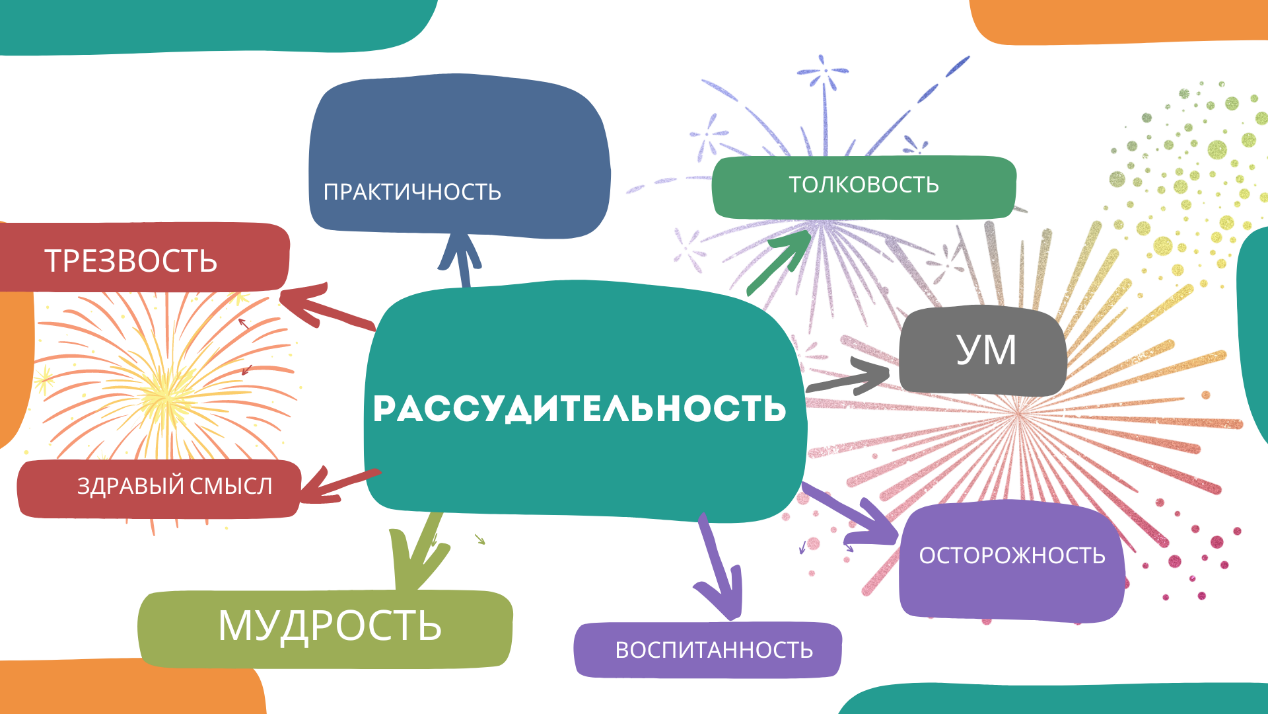 ПРАКТИЧНОСТЬ
ТОЛКОВОСТЬ
ТРЕЗВОСТЬ
УМ
РАССУДИТЕЛЬНОСТЬ
ЗДРАВЫЙ СМЫСЛ
ОСТОРОЖНОСТЬ
МУДРОСТЬ
ВОСПИТАННОСТЬ